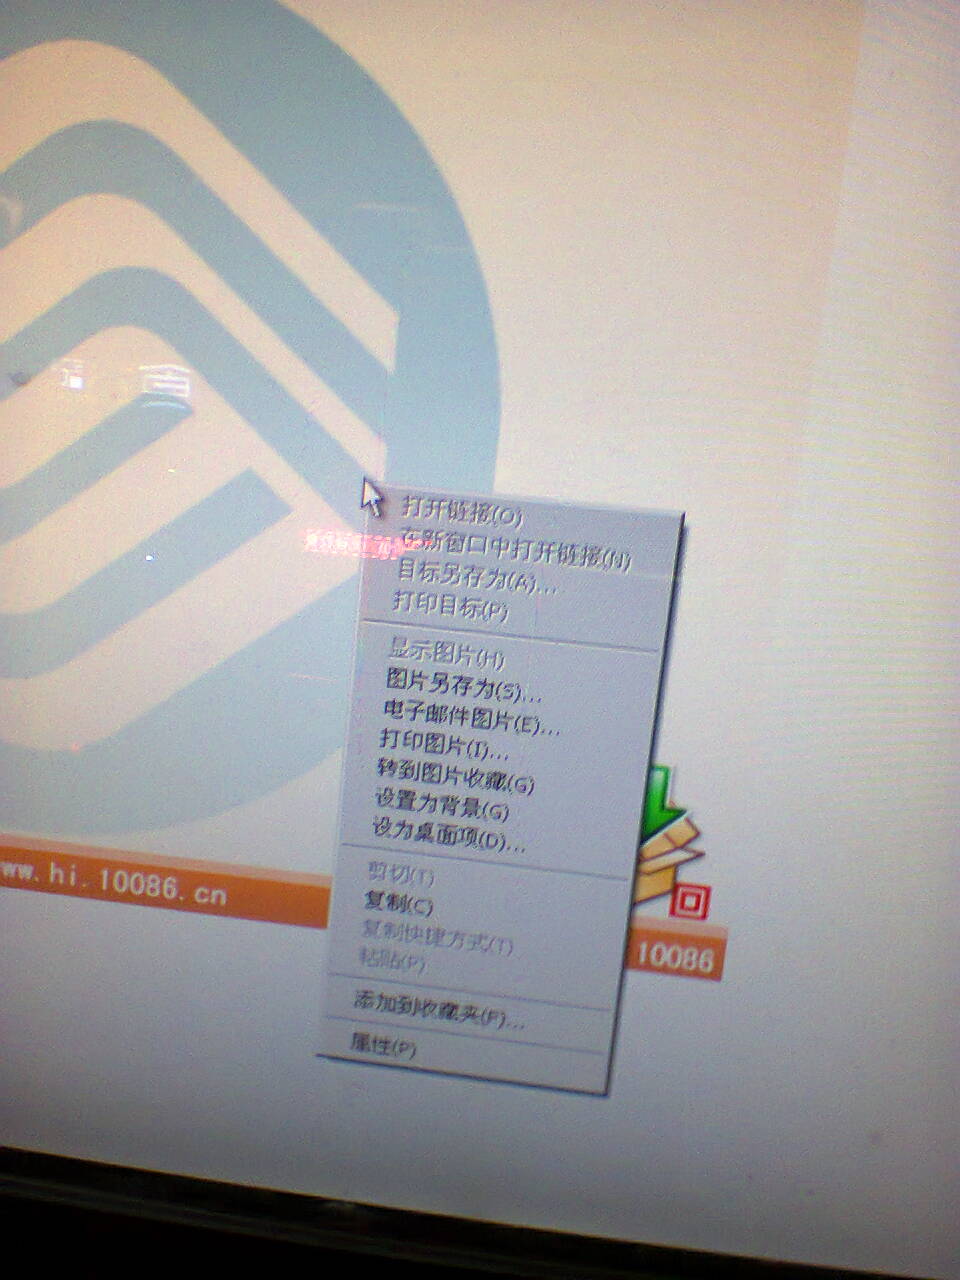 打开链接(O)
在新窗口中打开链接(N)
目标另存为(A)...
打印目标(P)
显示图片(H)
图片另存为(S)...
电子邮件图片(E)...
打印图片(I)...
转到图片收藏(G)
设置为背景(G)
设为桌面项(D)...
ww.hi.10086.cn
剪切(T)
复制(C)
复制快捷方式(T)
粘贴(P)
10086
添加到收藏夹(F)...
属性(P)